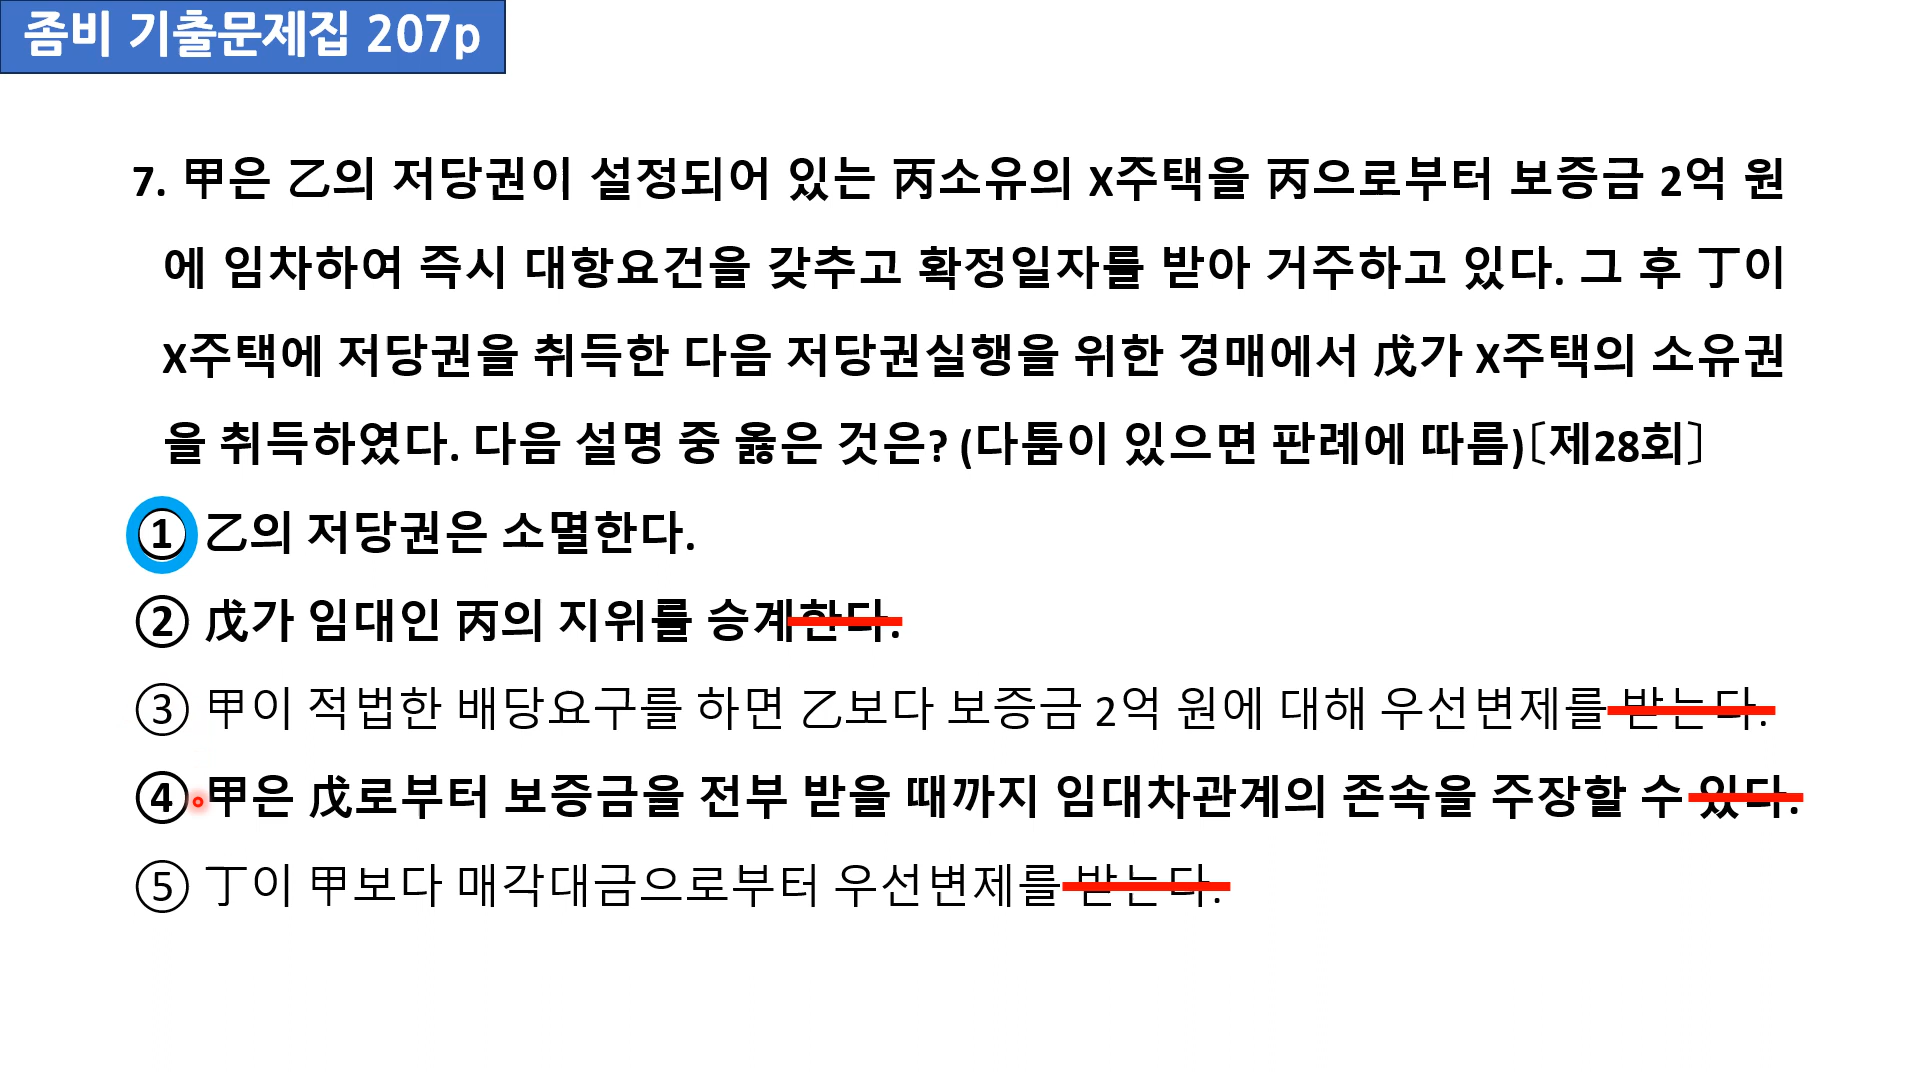 좀비 기출문제집 207p
7. 甲은 乙의 저당권이 설정되어 있는 丙소유의 X주택을 丙으로부터 보증금 2억 원
에 임차하여 즉시 대항요건을 갖추고 확정일자를 받아 거주하고 있다. 그 후 丁이
X주택에 저당권을 취득한 다음 저당권실행을 위한 경매에서 戊가 X주택의 소유권
을 취득하였다. 다음 설명 중 옳은 것은? (다툼이 있으면 판례에 따름)〔제28회〕
① 乙의 저당권은 소멸한다.
② 戊가 임대인 丙의 지위를 승계한다.
③ 甲이 적법한 배당요구를 하면 乙보다 보증금 2억 원에 대해 우선변제를 받는다.
④ 甲은 戊로부터 보증금을 전부 받을 때까지 임대차관계의 존속을 주장할 수 있다.
⑤ 丁이 甲보다 매각대금으로부터 우선변제를 받는다.